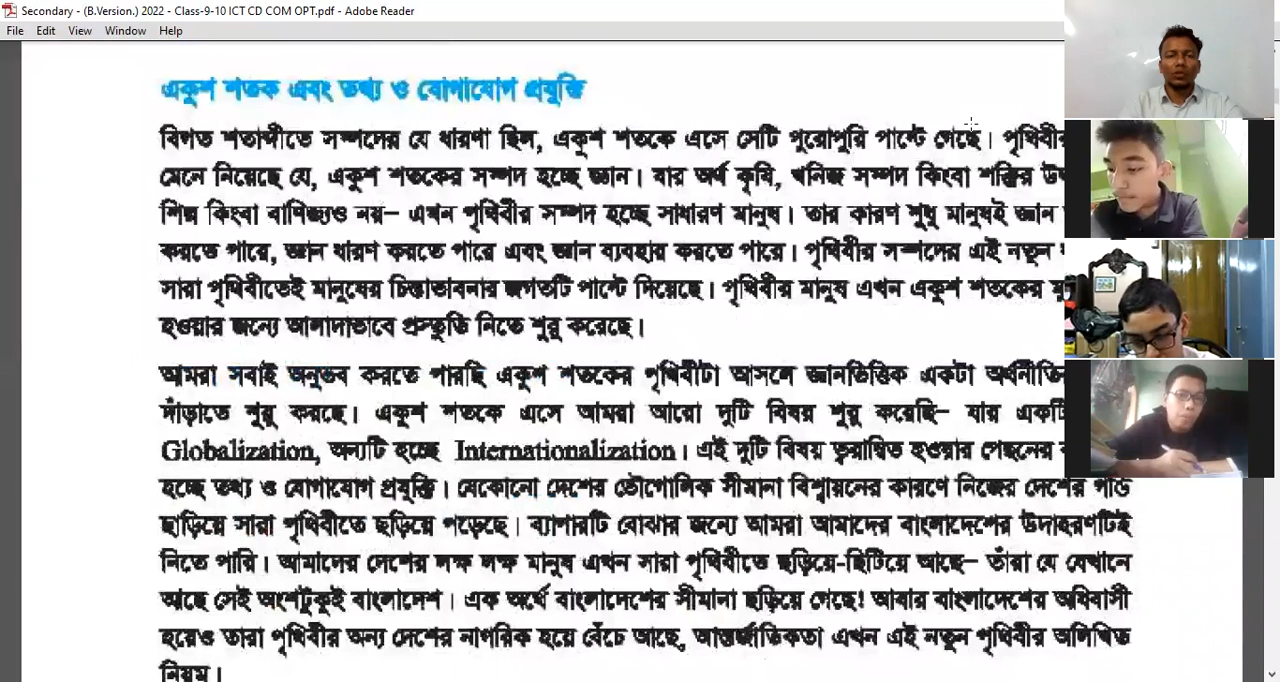 Secondary - (B.Version.) 2022 - Class-9-10 ICT CD COM OPT.pdf - Adobe Reader
File Edit View Window Help
একুশ শতক এবং তথ্য ও যোগাযোগ প্রযুক্তি
বিগত শতাব্দীতে সম্পদের যে ধারণা ছিল, একুশ শতকে এসে সেটি পুরোপুরি পাল্টে গেছে। পৃথিবীর
মেনে নিয়েছে যে, একুশ শতকের সম্পদ হচ্ছে জ্ঞান। যার অর্থ কৃষি, খনিজ সম্পদ কিংবা শক্তির
শিল্প কিংবা বাণিজ্যও নয়– এখন পৃথিবীর সম্পদ হচ্ছে সাধারণ মানুষ। তার কারণ শুধু মানুষই জ্ঞান
করতে পারে, জ্ঞান ধারণ করতে পারে এবং জ্ঞান ব্যবহার করতে পারে। পৃথিবীর সম্পদের এই নতুন
সারা পৃথিবীতেই মানুষের চিন্তাভাবনার জগতটি পাল্টে দিয়েছে। পৃথিবীর মানুষ এখন একুশ শতকের
হওয়ার জন্যে আলাদাভাবে প্রস্তুতি নিতে শুরু করেছে।
আমরা সবাই অনুভব করতে পারছি একুশ শতকের পৃথিবীটা আসলে জ্ঞানভিত্তিক একটা অর্থনীতির
দাঁড়াতে শুরু করছে। একুশ শতকে এসে আমরা আরো দুটি বিষয় শুরু করেছি– যার একটি
Globalization, অন্যটি হচ্ছে Internationalization। এই দুটি বিষয় ত্বরান্বিত হওয়ার পেছনের
হচ্ছে তথ্য ও যোগাযোগ প্রযুক্তি। যেকোনো দেশের ভৌগোলিক সীমানা বিশ্বায়নের কারণে নিজের দেশের গণ্ডি
ছাড়িয়ে সারা পৃথিবীতে ছড়িয়ে পড়েছে। ব্যাপারটি বোঝার জন্যে আমরা আমাদের বাংলাদেশের উদাহরণটিই
নিতে পারি। আমাদের দেশের লক্ষ লক্ষ মানুষ এখন সারা পৃথিবীতে ছড়িয়ে-ছিটিয়ে আছে– তাঁরা যে যেখানে
আছে সেই অংশটুকুই বাংলাদেশ। এক অর্থে বাংলাদেশের সীমানা ছড়িয়ে গেছে! আবার বাংলাদেশের অধিবাসী
হয়েও তারা পৃথিবীর অন্য দেশের নাগরিক হয়ে বেঁচে আছে, আন্তর্জাতিকতা এখন এই নতুন পৃথিবীর অলিখিত
নিয়ম।